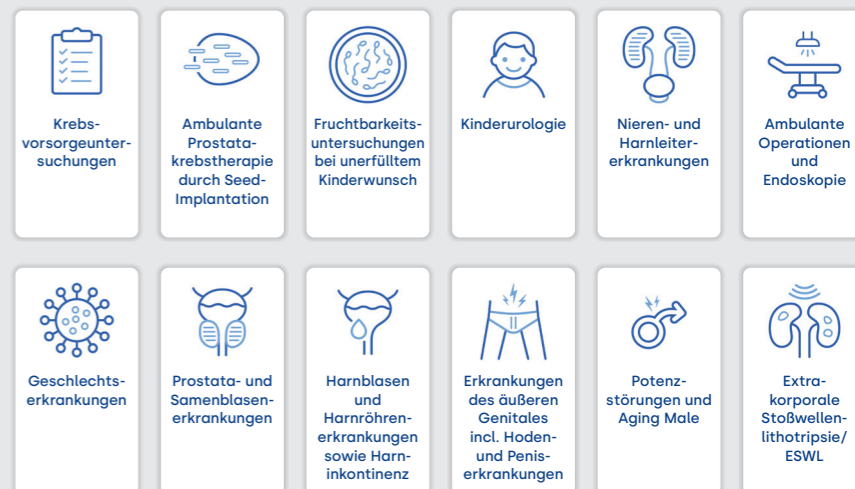 Krebs-
vorsorgeunter-
suchungen
Ambulante
Prostata-
krebstherapie
durch Seed-
Implantation
Fruchtbarkeits-
untersuchungen
bei unerfülltem
Kinderwunsch
Kinderurologie
Nieren- und
Harnleiter-
erkrankungen
Ambulante
Operationen
und
Endoskopie
Geschlechts-
erkrankungen
Prostata- und
Samenblasen-
erkrankungen
Harnblasen
und
Harnröhren-
erkrankungen
sowie Harn-
inkontinenz
Erkrankungen
des äußeren
Genitales
incl. Hoden-
und Penis-
erkrankungen
Potenz-
störungen und
Aging Male
Extra-
korporale
Stoßwellen-
lithotripsie/
ESWL